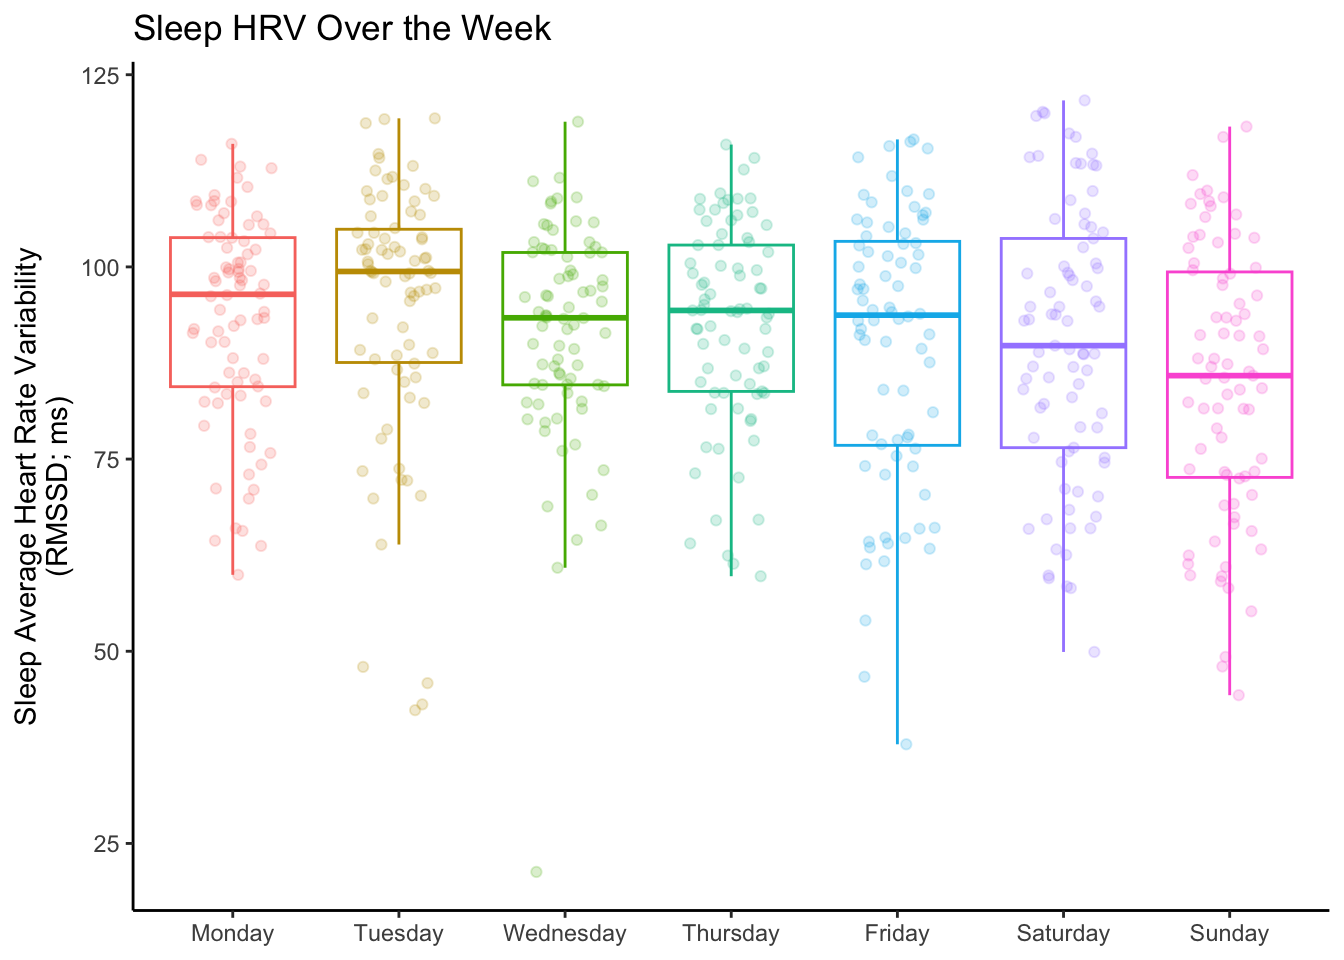 Sleep HRV Over the Week
Sleep Average Heart Rate Variability
(RMSSD; ms)
125
100
75
50
25
Monday
Tuesday
Wednesday
Thursday
Friday
Saturday
Sunday